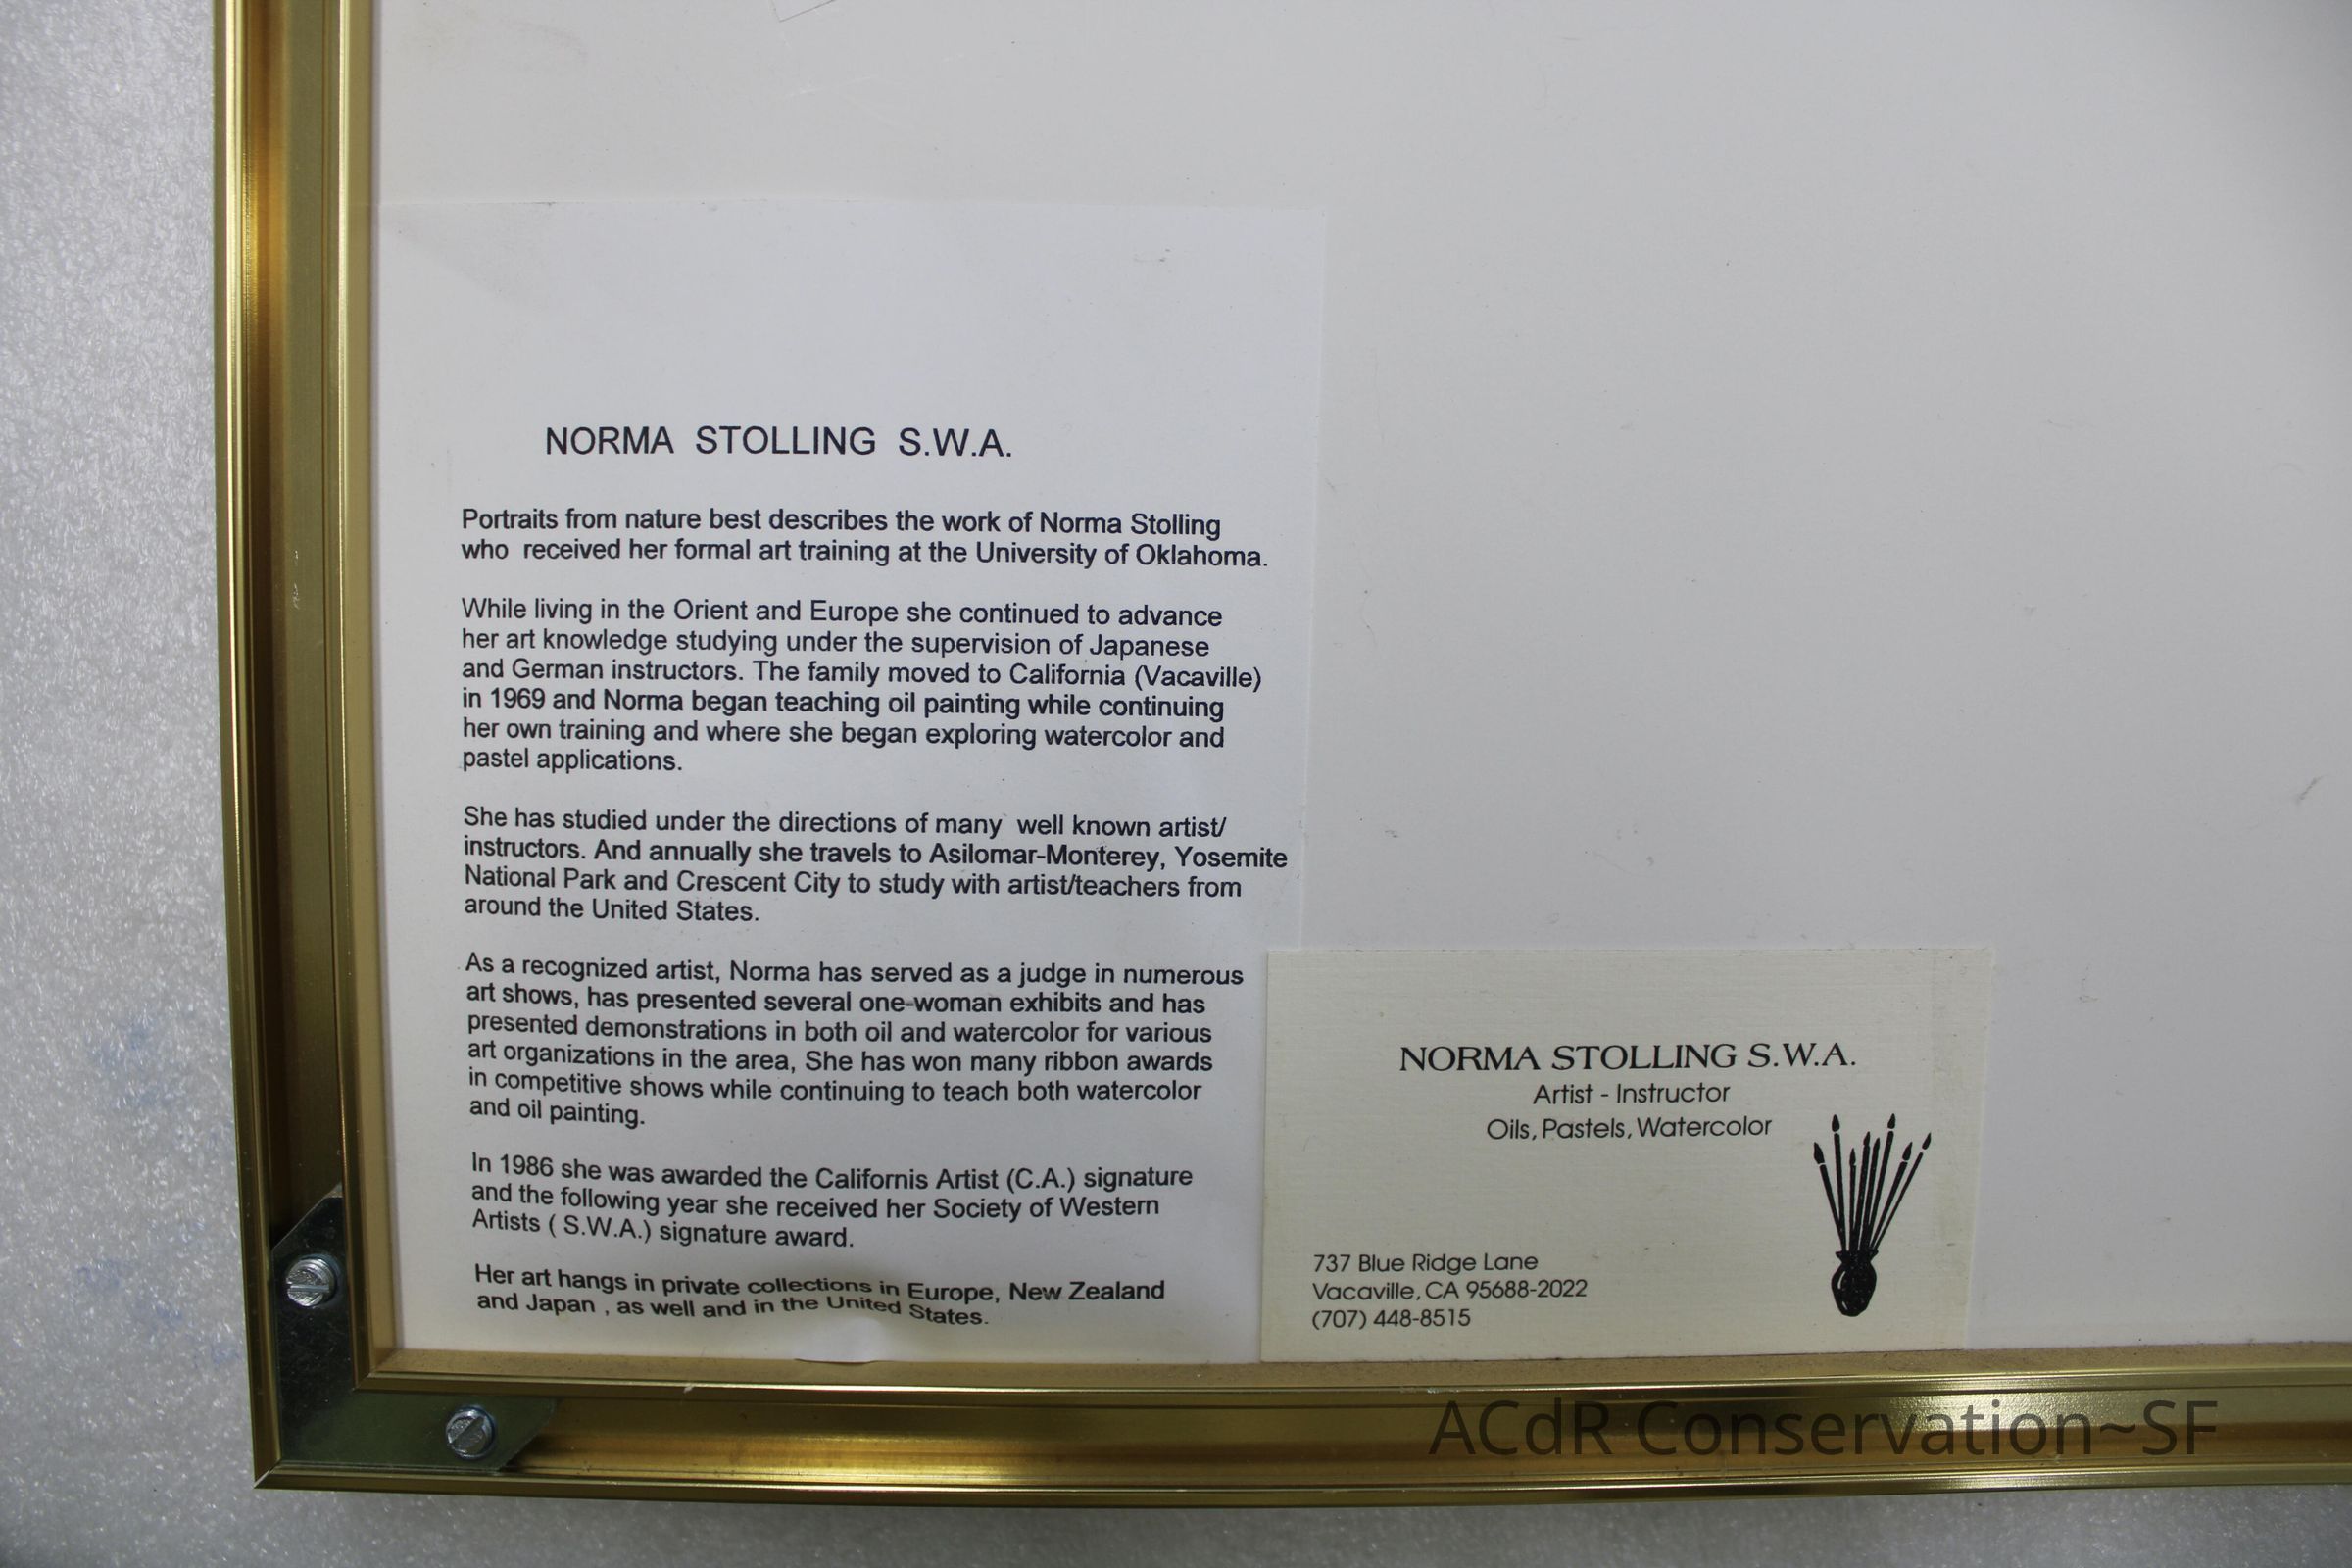 NORMA STOLLING S.W.A.
Portraits from nature best describes the work of Norma Stolling
who received her formal art training at the University of Oklahoma.
While living in the Orient and Europe she continued to advance
her art knowledge studying under the supervision of Japanese
and German instructors. The family moved to California (Vacaville)
in 1969 and Norma began teaching oil painting while continuing
her own training and where she began exploring watercolor and
pastel applications.
She has studied under the directions of many well known artist/
instructors. And annually she travels to Asilomar-Monterey, Yosemite
National Park and Crescent City to study with artist/teachers from
around the United States.
As a recognized artist, Norma has served as a judge in numerous
art shows, has presented several one-woman exhibits and has
presented demonstrations in both oil and watercolor for various
art organizations in the area, She has won many ribbon awards
in competitive shows while continuing to teach both watercolor
and oil painting.
In 1986 she was awarded the Californis Artist (C.A.) signature
and the following year she received her Society of Western
Artists ( S.W.A.) signature award.
Her art hangs in private collections in Europe, New Zealand
and Japan , as well and in the United States.
NORMA STOLLING S.W.A.
Artist - Instructor
Oils, Pastels, Watercolor
737 Blue Ridge Lane
Vacaville, CA 95688-2022
(707) 448-8515
ACdR Conservation~SF